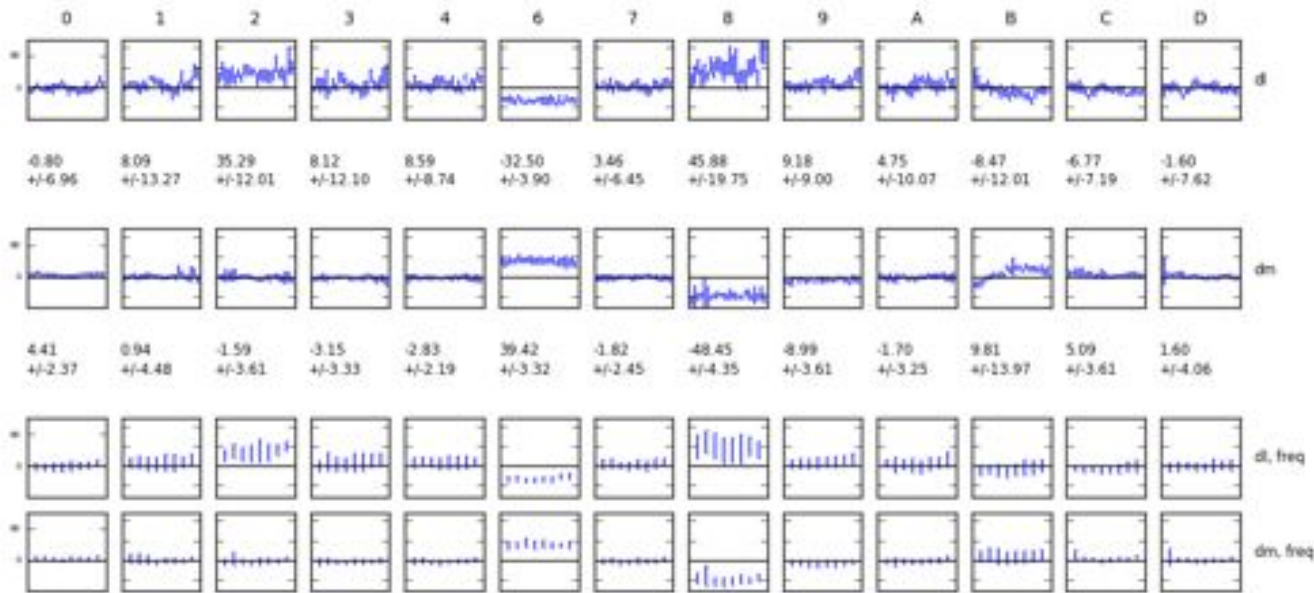 0 1 2 3 4 6 7 8 9 A B C D
dl
-0.80 8.09 35.29 8.12 8.59 -32.50 3.46 45.88 9.18 4.75 -8.47 -6.77 -1.60
+/-6.96 +/-13.27 +/-12.01 +/-12.10 +/-8.74 +/-3.90 +/-6.45 +/-19.75 +/-9.00 +/-10.07 +/-12.01 +/-7.19 +/-7.62
dm
4.41 0.94 -1.59 -3.15 -2.83 39.42 -1.82 -48.45 -8.99 -1.70 9.81 5.09 1.60
+/-2.37 +/-4.48 +/-3.61 +/-3.33 +/-2.19 +/-3.32 +/-2.45 +/-4.35 +/-3.61 +/-3.25 +/-13.97 +/-3.61 +/-4.06
dl, freq
dm, freq